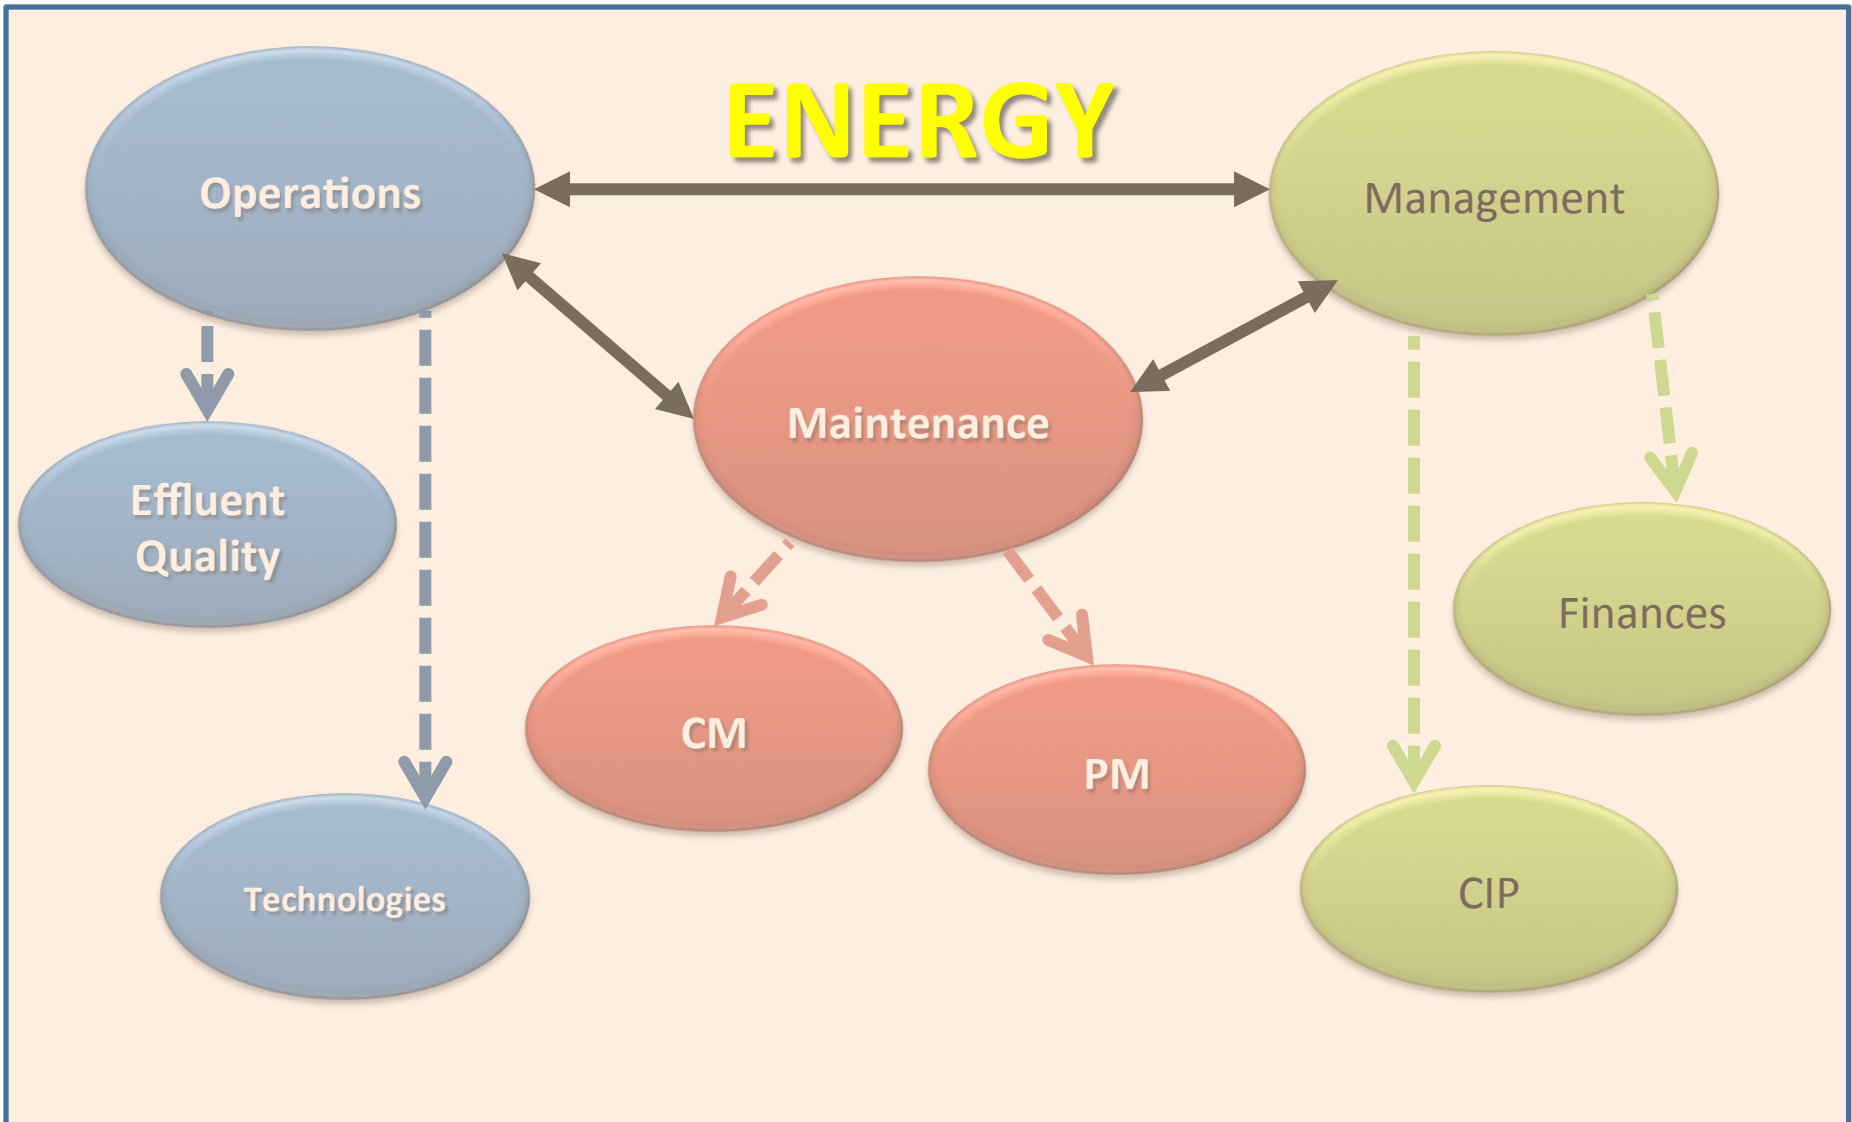 ENERGY
Operations
Management
Maintenance
Effluent
Quality
Finances
CM
PM
Technologies
CIP